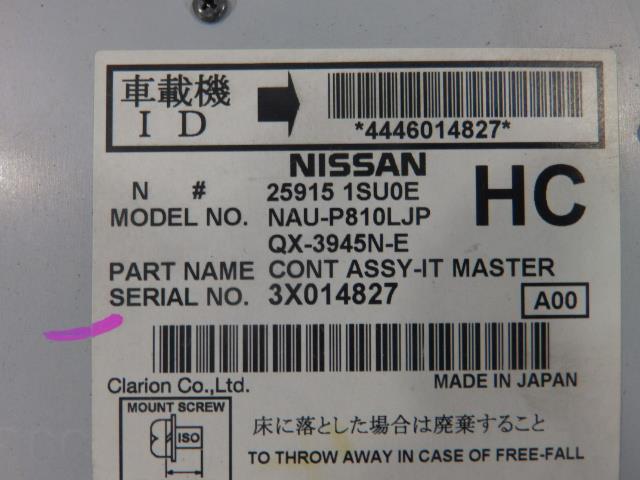 車載機
I D
*4446014827*
NISSAN
N # 25915 1SU0E
HC
MODEL NO. NAU-P810LJP
QX-3945N-E
PART NAME CONT ASSY-IT MASTER
SERIAL NO. 3X014827
A00
Clarion Co.,Ltd.
MADE IN JAPAN
MOUNT SCREW
ISO
床に落とした場合は廃棄すること
TO THROW AWAY IN CASE OF FREE-FALL